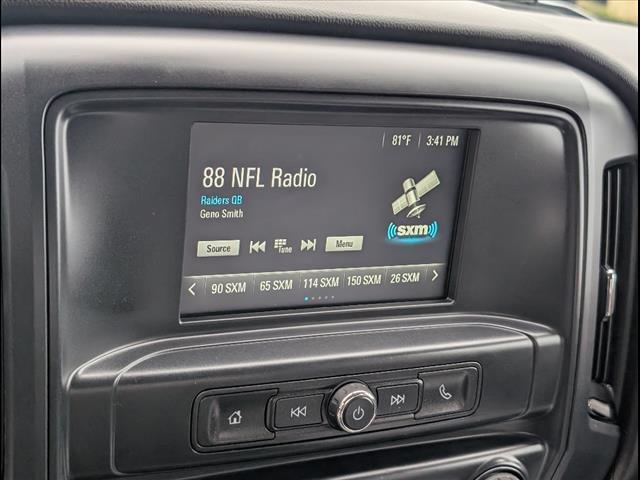 81°F 3:41 PM
88 NFL Radio
Raiders QB
Geno Smith
sxm
Source Tune Menu
90 SXM 65 SXM 114 SXM 150 SXM 26 SXM